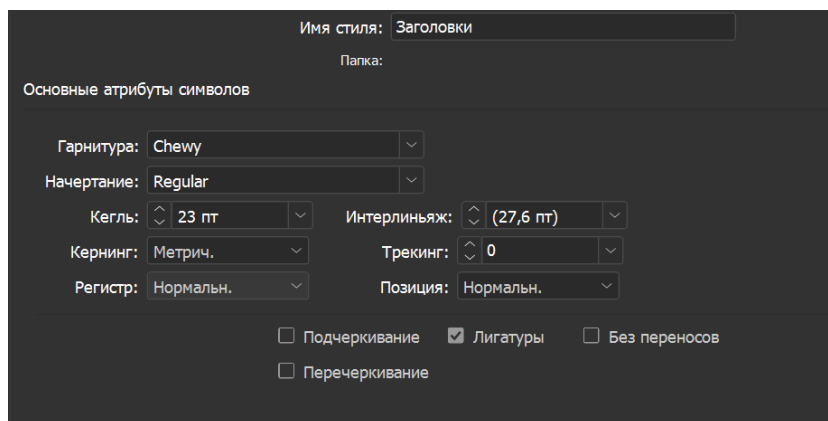 Имя стиля: Заголовки
Папка:
Основные атрибуты символов
Гарнитура: Chewy
Начертание: Regular
Кегль: 23 пт Интерлиньяж: (27,6 пт)
Кернинг: Метрич. Трекинг: 0
Регистр: Нормальн. Позиция: Нормальн.
Подчеркивание Лигатуры Без переносов
Перечеркивание